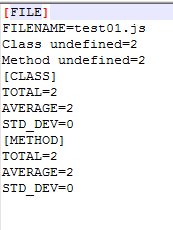 [FILE]
FILENAME=test01.js
Class undefined=2
Method undefined=2
[CLASS]
TOTAL=2
AVERAGE=2
STD_DEV=0
[METHOD]
TOTAL=2
AVERAGE=2
STD_DEV=0